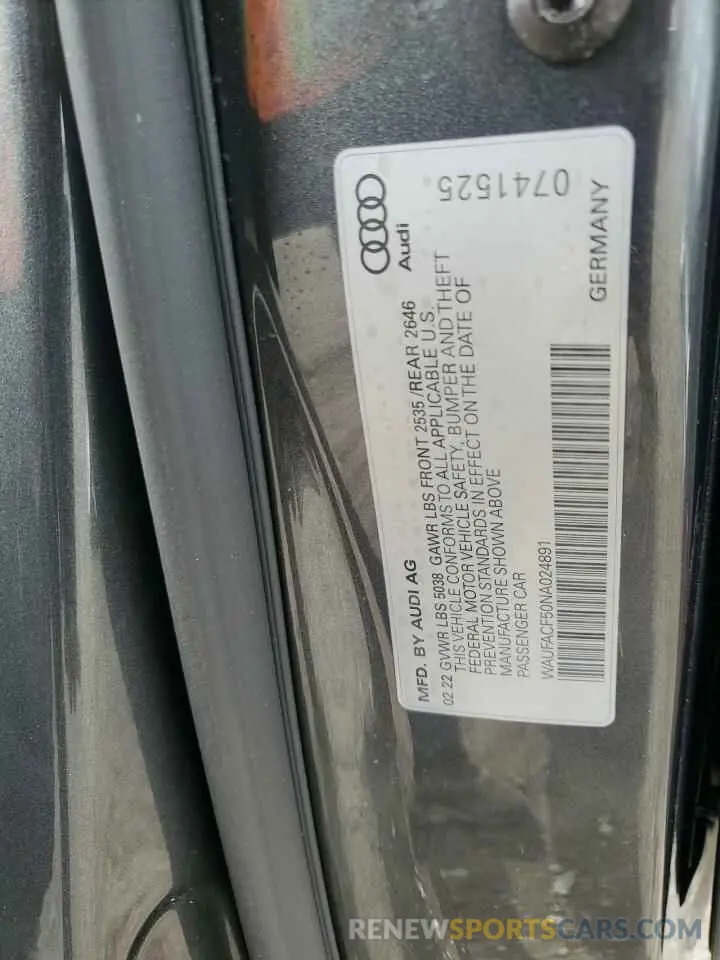 MFD. BY AUDI AG
Audi
02 22 GVWR LBS 5038 GAWR LBS FRONT 2535/REAR 2646
THIS VEHICLE CONFORMS TO ALL APPLICABLE U.S.
FEDERAL MOTOR VEHICLE SAFETY, BUMPER AND THEFT
PREVENTION STANDARDS IN EFFECT ON THE DATE OF
MANUFACTURE SHOWN ABOVE
PASSENGER CAR
WAUFACF50NA024891
GERMANY
0741525
RENEWSPORTSCARS.COM